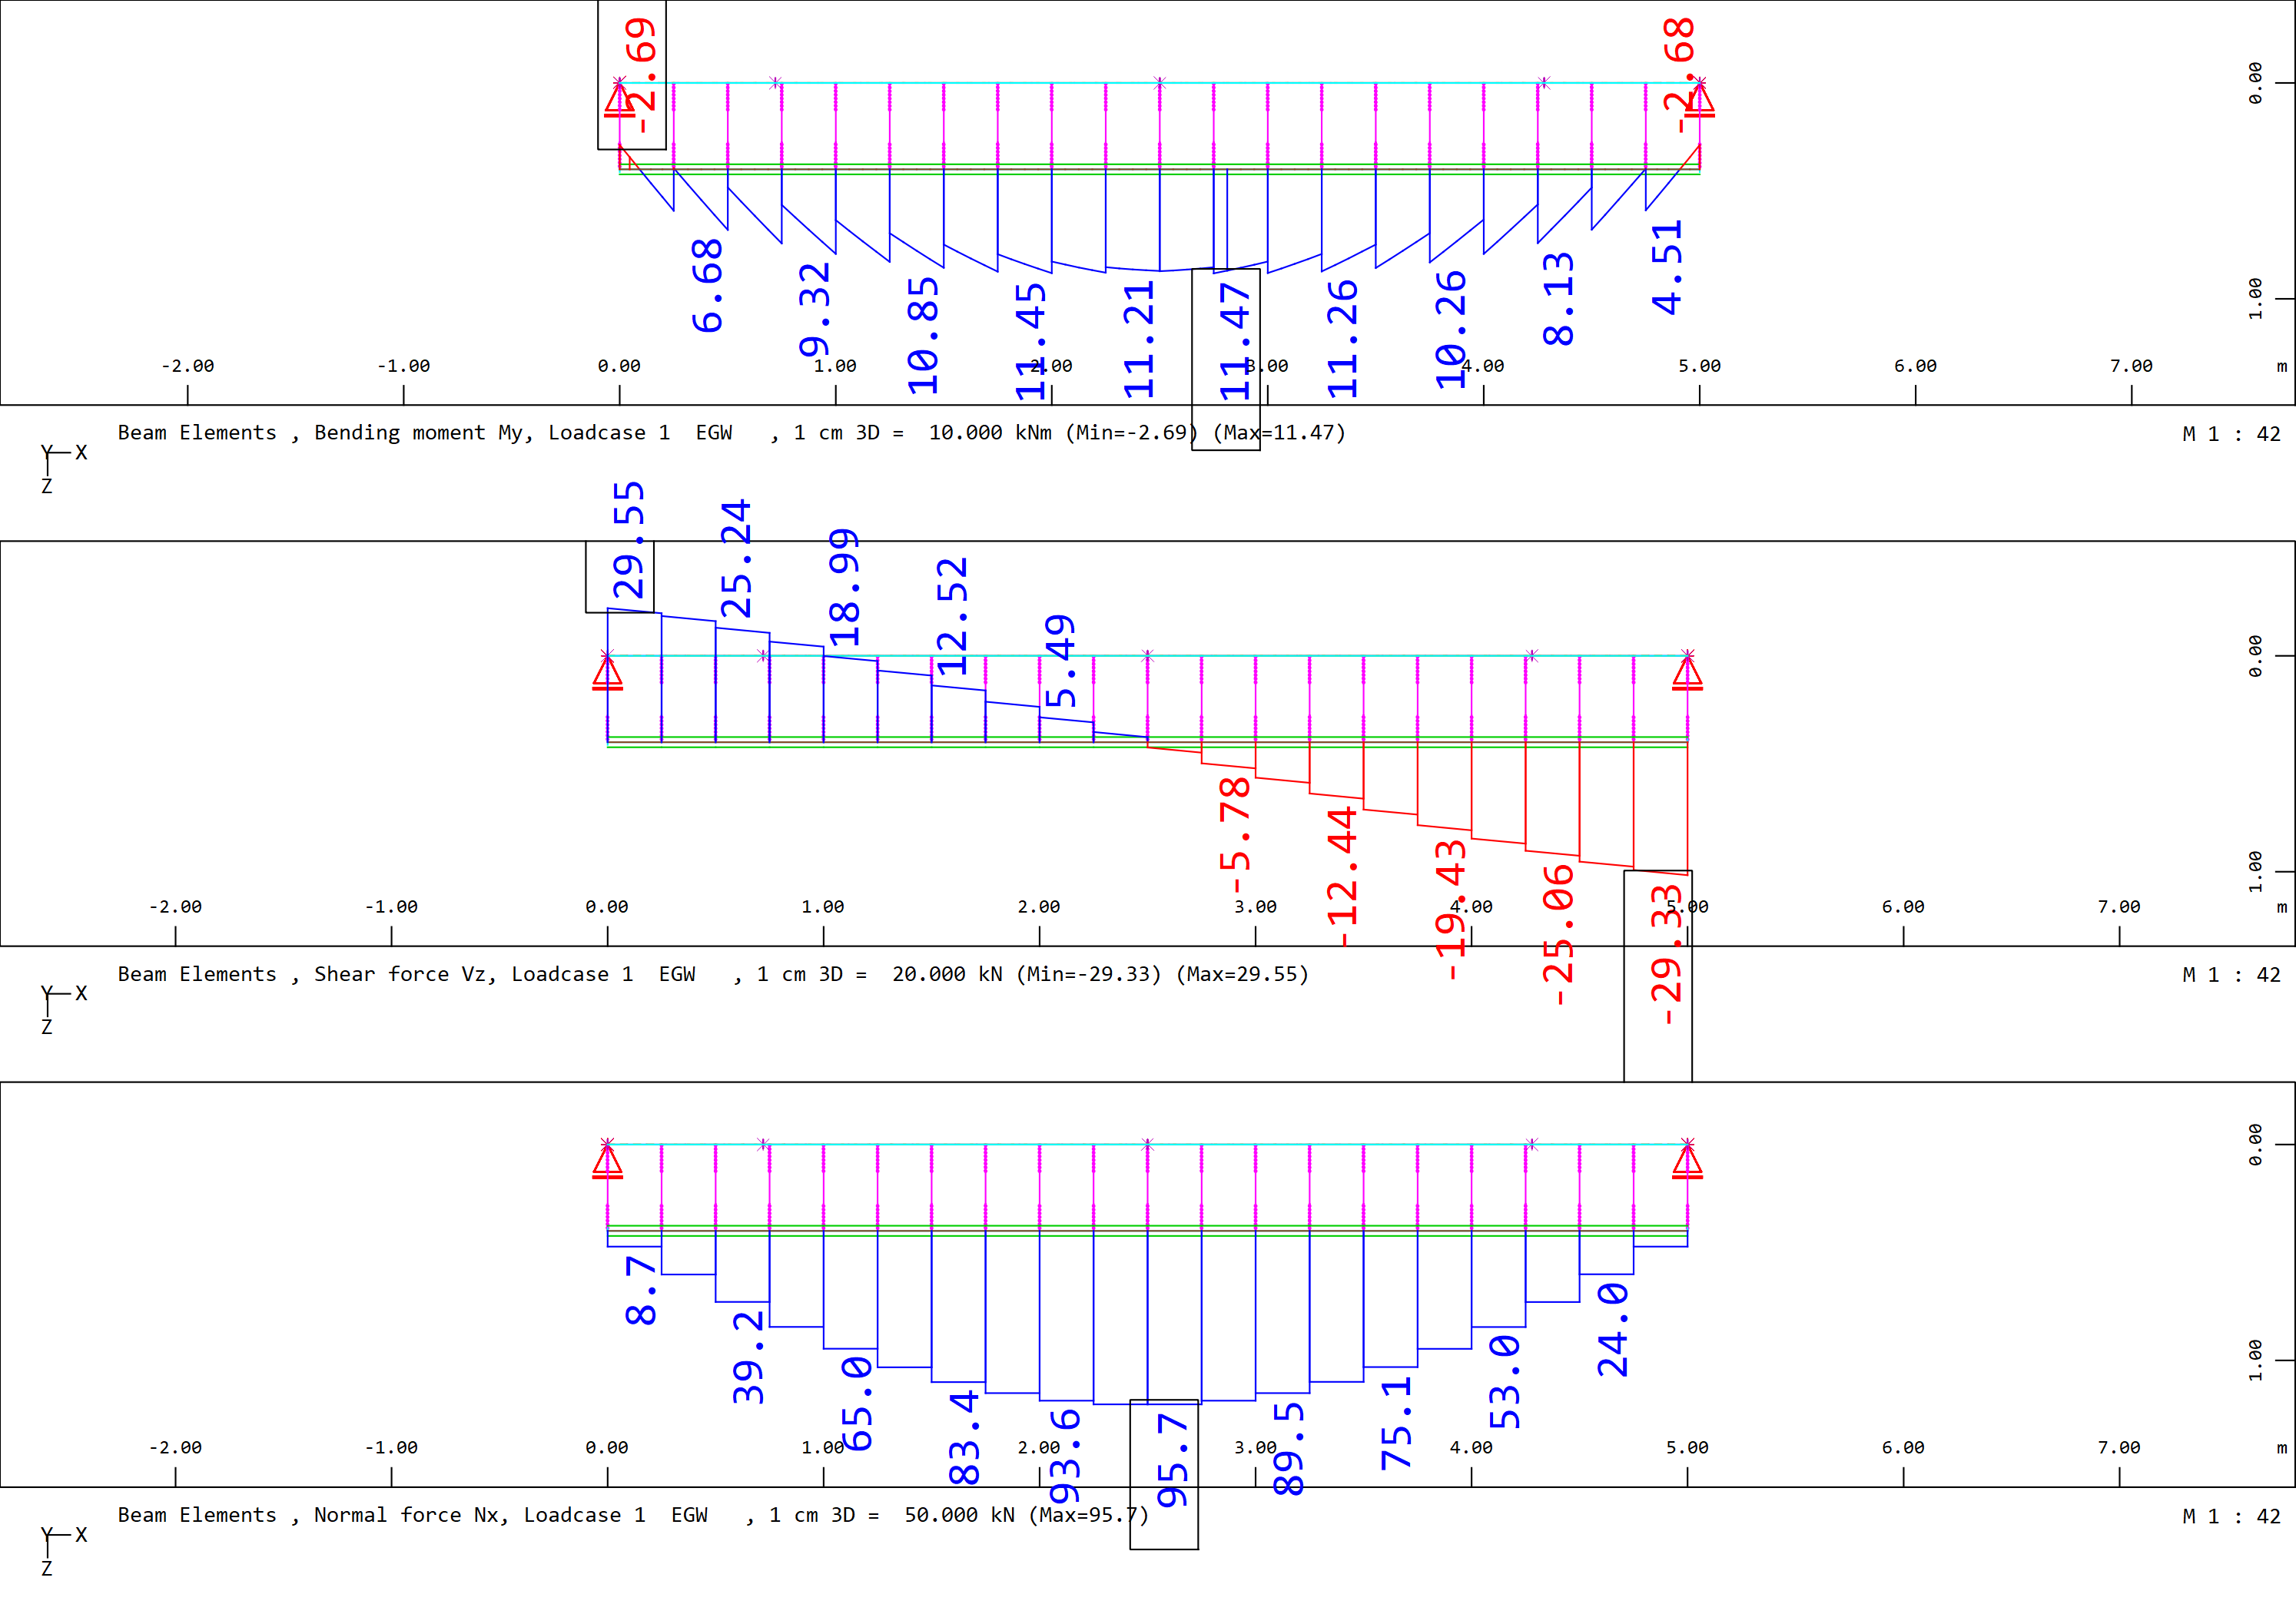 -2.69
-2.68
0.00
6.68
9.32
10.85
11.45
11.21
11.47
11.26
10.26
8.13
4.51
1.00
-2.00 -1.00 0.00 1.00 2.00 3.00 4.00 5.00 6.00 7.00 m
Beam Elements , Bending moment My, Loadcase 1 EGW , 1 cm 3D = 10.000 kNm (Min=-2.69) (Max=11.47)
M 1 : 42
Y X
Z
29.55
25.24
18.99
12.52
5.49
0.00
-5.78
-12.44
-19.43
-25.06
-29.33
1.00
-2.00 -1.00 0.00 1.00 2.00 3.00 4.00 5.00 6.00 7.00 m
Beam Elements , Shear force Vz, Loadcase 1 EGW , 1 cm 3D = 20.000 kN (Min=-29.33) (Max=29.55)
M 1 : 42
Y X
Z
0.00
8.7
39.2
65.0
83.4
93.6
95.7
89.5
75.1
53.0
24.0
1.00
-2.00 -1.00 0.00 1.00 2.00 3.00 4.00 5.00 6.00 7.00 m
Beam Elements , Normal force Nx, Loadcase 1 EGW , 1 cm 3D = 50.000 kN (Max=95.7)
M 1 : 42
Y X
Z